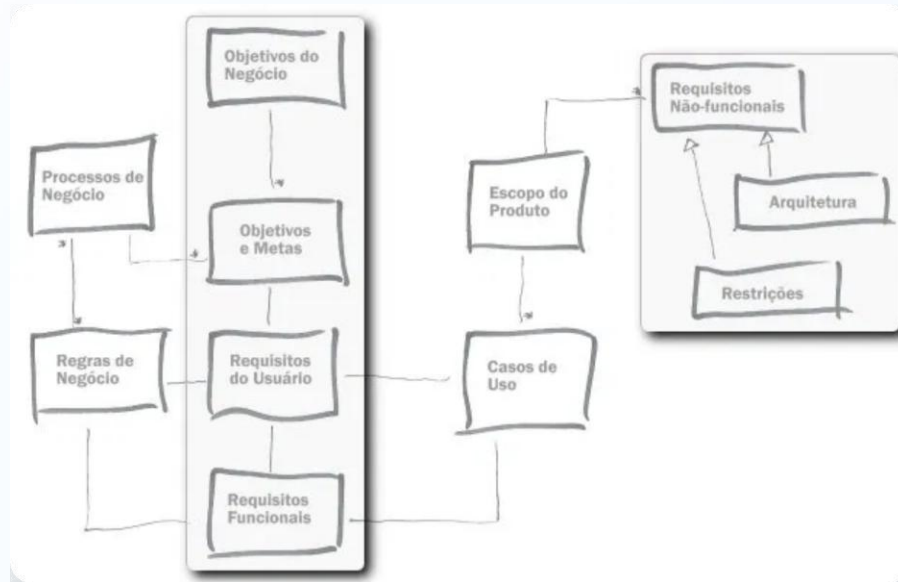 Objetivos do
Negócio
Requisitos
Não-funcionais
Processos de
Negócio
Escopo do
Produto
Arquitetura
Objetivos
e Metas
Restrições
Regras de
Negócio
Requisitos
do Usuário
Casos de
Uso
Requisitos
Funcionais